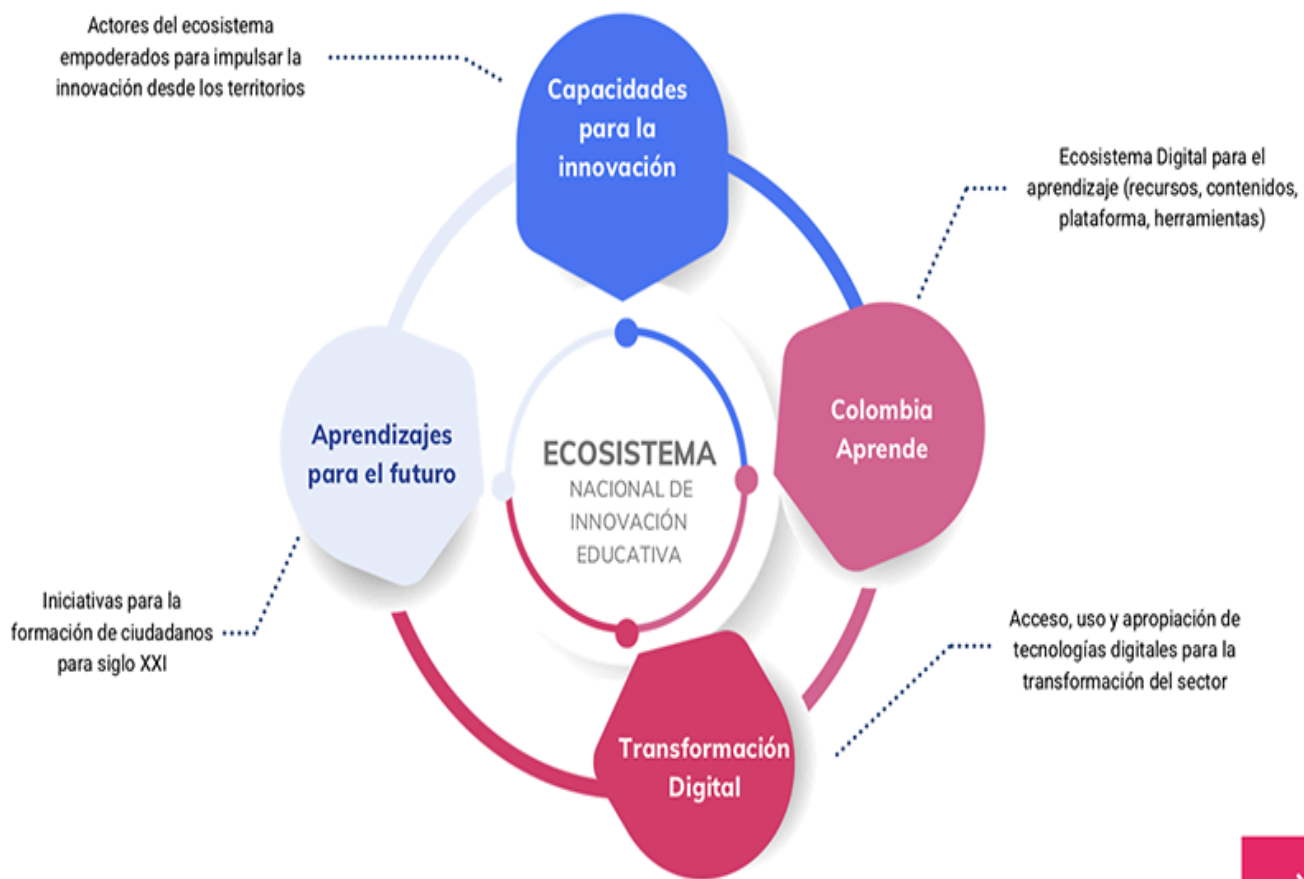 Actores del ecosistema
empoderados para impulsar la
innovación desde los territorios
Capacidades
para la
innovación
Ecosistema Digital para el
aprendizaje (recursos, contenidos,
plataforma, herramientas)
Colombia
Aprende
Aprendizajes
para el futuro
ECOSISTEMA
NACIONAL DE
INNOVACIÓN
EDUCATIVA
Iniciativas para la
formación de ciudadanos
para siglo XXI
Acceso, uso y apropiación de
tecnologías digitales para la
transformación del sector
Transformación
Digital